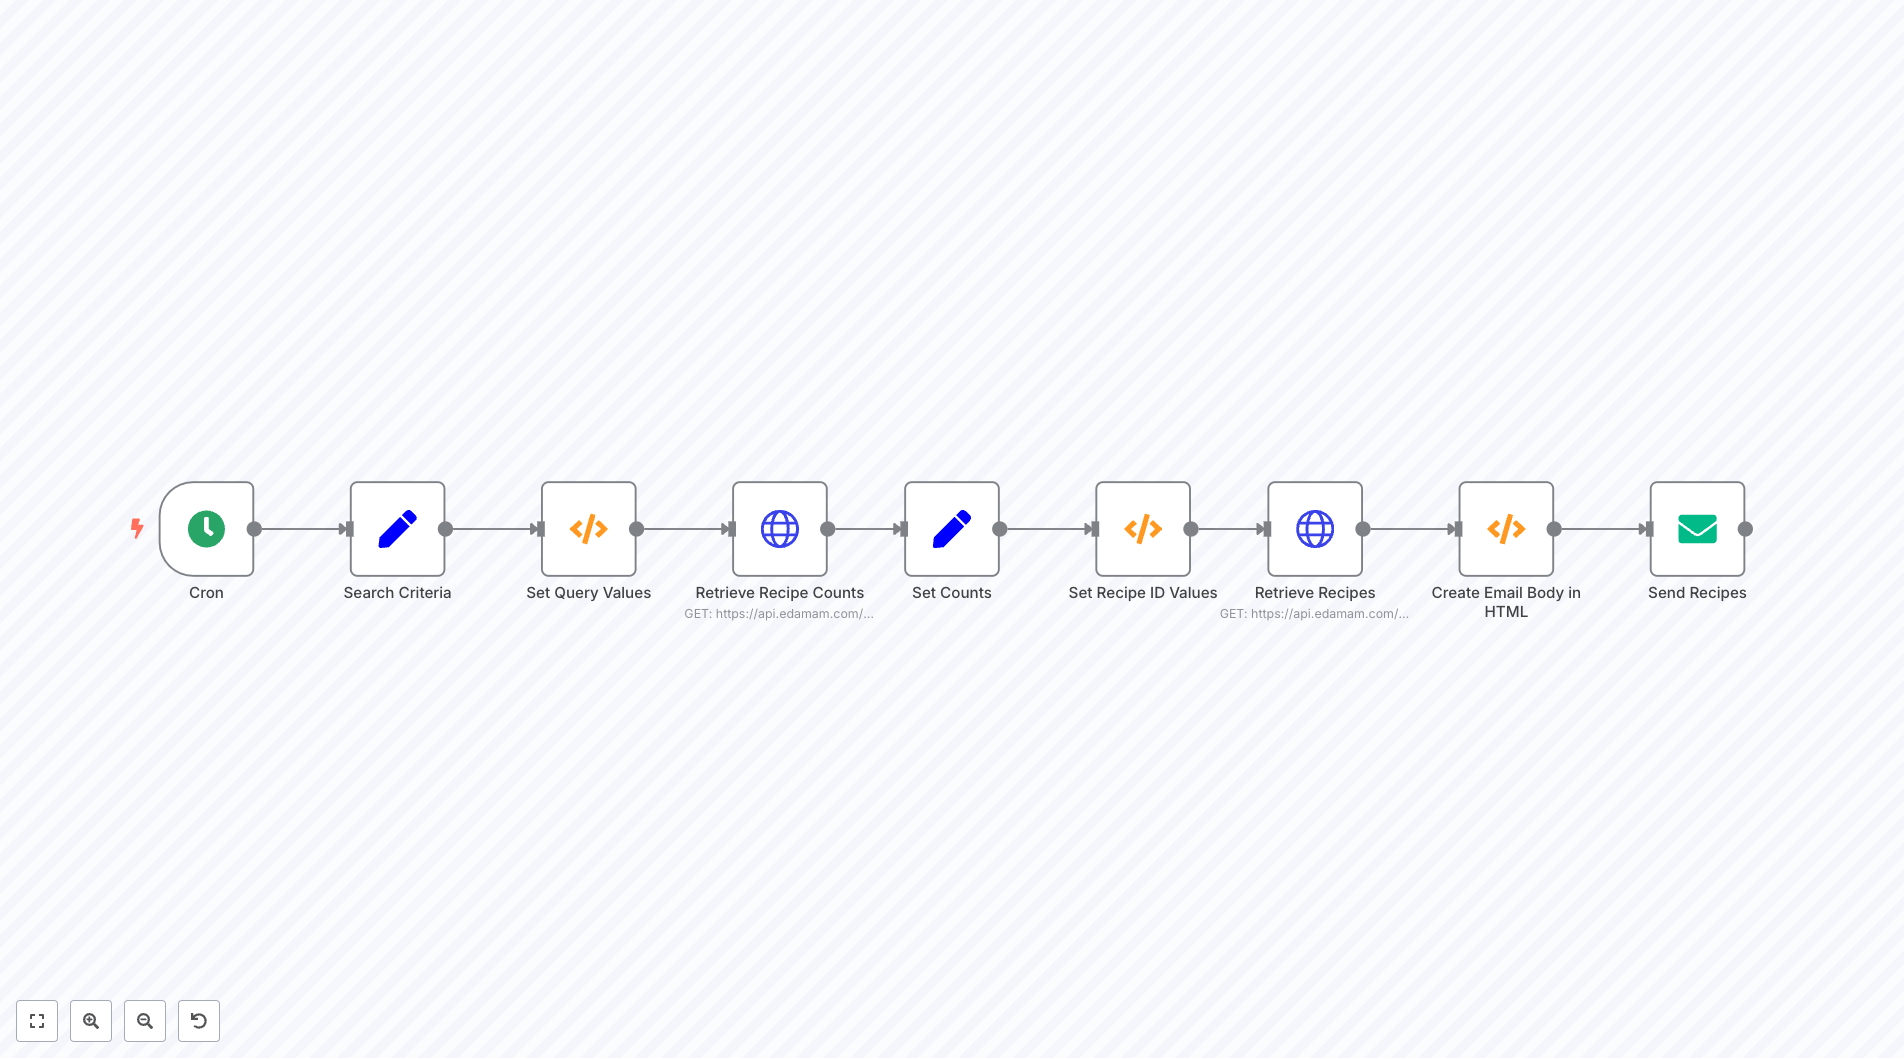 Cron
Search Criteria
Set Query Values
Retrieve Recipe Counts
GET: https://api.edamam.com/...
Set Counts
Set Recipe ID Values
Retrieve Recipes
GET: https://api.edamam.com/...
Create Email Body in
HTML
Send Recipes